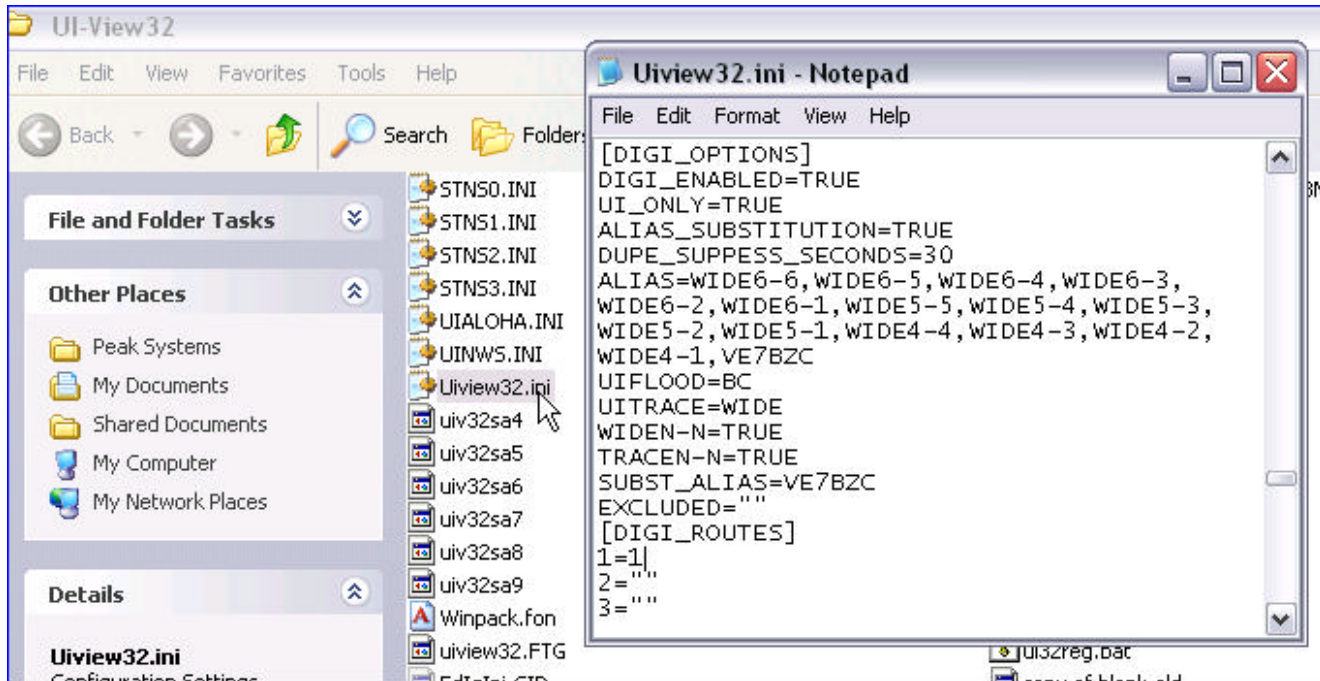 UI-View32
File Edit View Favorites Tools Help
Back Search Folders
File and Folder Tasks
Other Places
Peak Systems
My Documents
Shared Documents
My Computer
My Network Places
Details
Uiview32.ini
Configuration Settings
STNS0.INI
STNS1.INI
STNS2.INI
STNS3.INI
UIALOHA.INI
UINWS.INI
Uiview32.ini
uiv32sa4
uiv32sa5
uiv32sa6
uiv32sa7
uiv32sa8
uiv32sa9
Winpack.fon
uiview32.FTG
Uiview32.ini - Notepad
File Edit Format View Help
[DIGI_OPTIONS]
DIGI_ENABLED=TRUE
UI_ONLY=TRUE
ALIAS_SUBSTITUTION=TRUE
DUPE_SUPPESS_SECONDS=30
ALIAS=WIDE6-6,WIDE6-5,WIDE6-4,WIDE6-3,
WIDE6-2,WIDE6-1,WIDE5-5,WIDE5-4,WIDE5-3,
WIDE5-2,WIDE5-1,WIDE4-4,WIDE4-3,WIDE4-2,
WIDE4-1,VE7BZC
UIFLOOD=BC
UITRACE=WIDE
WIDEN-N=TRUE
TRACEN-N=TRUE
SUBST_ALIAS=VE7BZC
EXCLUDED=""
[DIGI_ROUTES]
1=1
2=""
3=""
ui32reg.bat